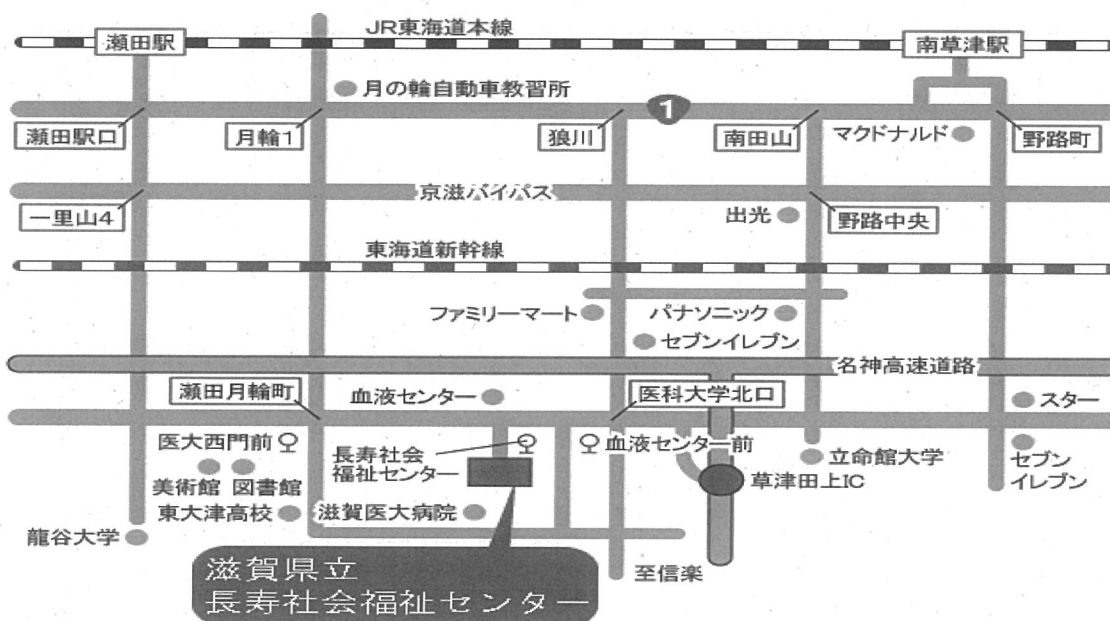 JR東海道本線
瀬田駅
南草津駅
月の輪自動車教習所
1
瀬田駅口
月輪1
狼川
南田山
マクドナルド
野路町
京滋バイパス
一里山4
出光
野路中央
東海道新幹線
ファミリーマート
パナソニック
セブンイレブン
名神高速道路
瀬田月輪町
血液センター
医科大学北口
スター
医大西門前
長寿社会
福祉センター
血液センター前
立命館大学
セブン
イレブン
美術館
図書館
草津田上IC
東大津高校
滋賀医大病院
龍谷大学
至信楽
滋賀県立
長寿社会福祉センター